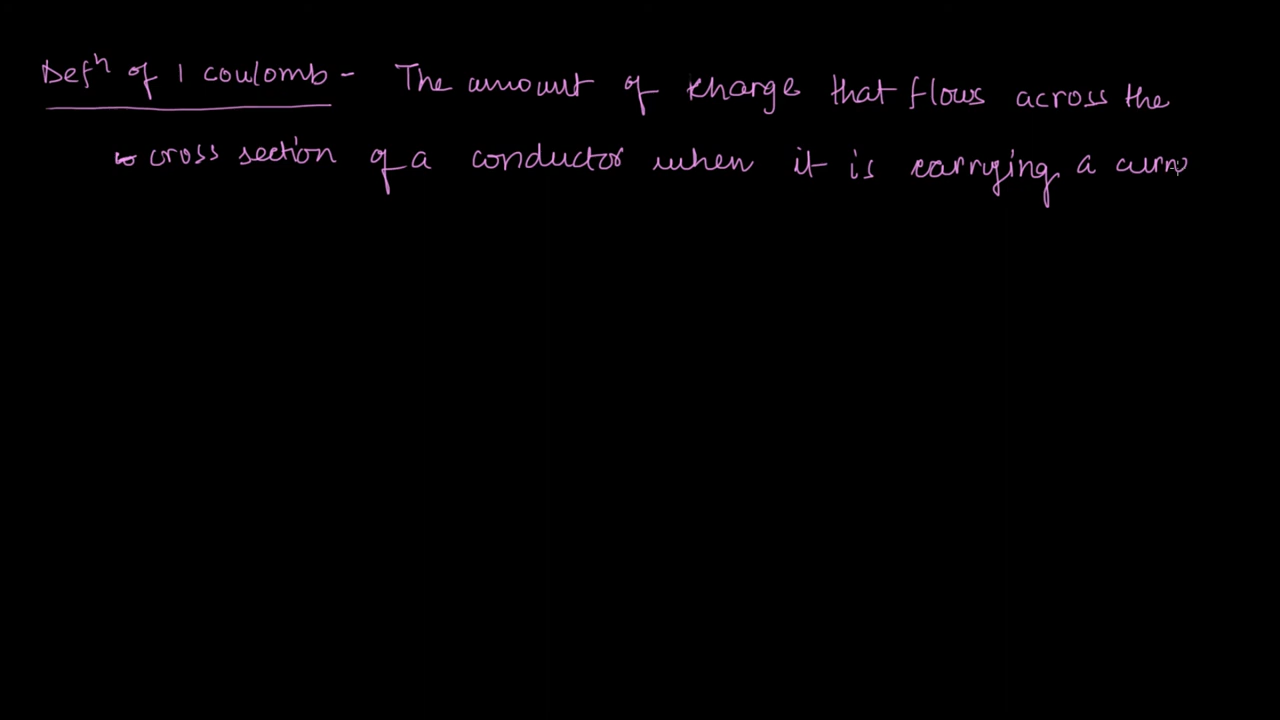 Defⁿ of 1 coulomb - The amount of charge that flows across the
cross section of a conductor when it is carrying a curr